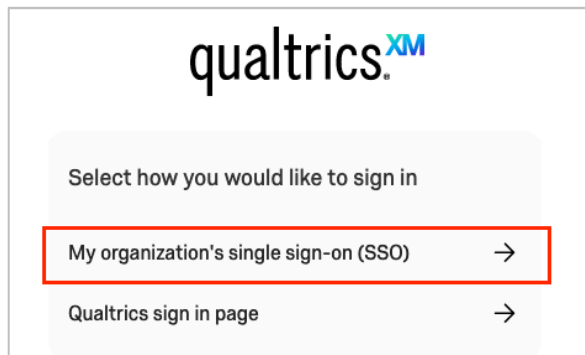 qualtrics.XM
Select how you would like to sign in
My organization's single sign-on (SSO) →
Qualtrics sign in page →